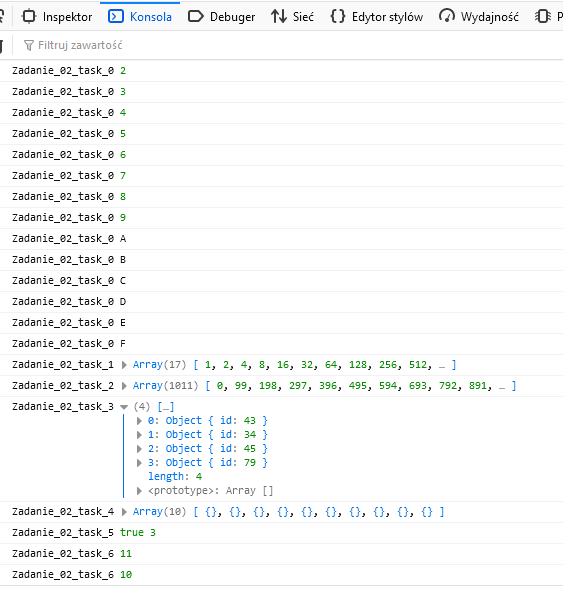 Inspektor Konsola Debuger Sieć Edytor stylów Wydajność P
Filtruj zawartość
Zadanie_02_task_0 2
Zadanie_02_task_0 3
Zadanie_02_task_0 4
Zadanie_02_task_0 5
Zadanie_02_task_0 6
Zadanie_02_task_0 7
Zadanie_02_task_0 8
Zadanie_02_task_0 9
Zadanie_02_task_0 A
Zadanie_02_task_0 B
Zadanie_02_task_0 C
Zadanie_02_task_0 D
Zadanie_02_task_0 E
Zadanie_02_task_0 F
Zadanie_02_task_1 Array(17) [ 1, 2, 4, 8, 16, 32, 64, 128, 256, 512, … ]
Zadanie_02_task_2 Array(1011) [ 0, 99, 198, 297, 396, 495, 594, 693, 792, 891, … ]
Zadanie_02_task_3 (4) […]
0: Object { id: 43 }
1: Object { id: 34 }
2: Object { id: 45 }
3: Object { id: 79 }
length: 4
<prototype>: Array []
Zadanie_02_task_4 Array(10) [ {}, {}, {}, {}, {}, {}, {}, {}, {}, {} ]
Zadanie_02_task_5 true 3
Zadanie_02_task_6 11
Zadanie_02_task_6 10